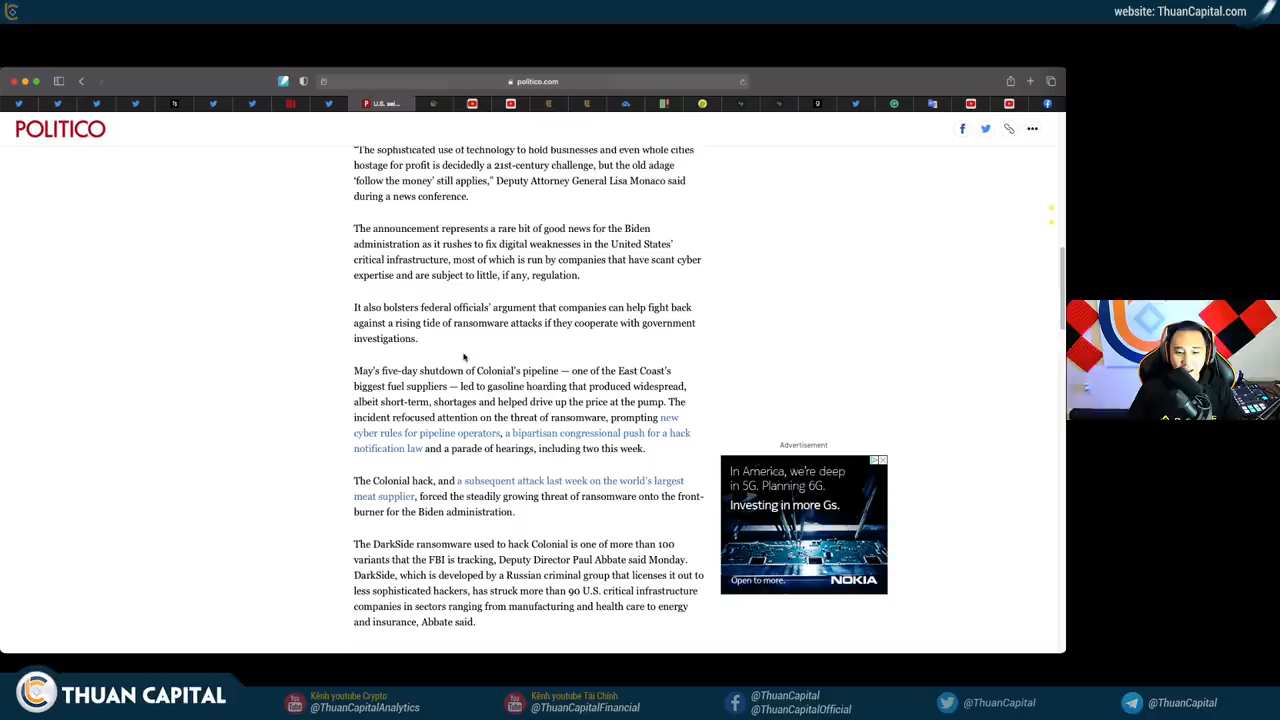 website: ThuanCapital.com
politico.com
U.S. sei...
POLITICO
"The sophisticated use of technology to hold businesses and even whole cities
hostage for profit is decidedly a 21st-century challenge, but the old adage
'follow the money' still applies," Deputy Attorney General Lisa Monaco said
during a news conference.
The announcement represents a rare bit of good news for the Biden
administration as it rushes to fix digital weaknesses in the United States'
critical infrastructure, most of which is run by companies that have scant cyber
expertise and are subject to little, if any, regulation.
It also bolsters federal officials' argument that companies can help fight back
against a rising tide of ransomware attacks if they cooperate with government
investigations.
May's five-day shutdown of Colonial's pipeline — one of the East Coast's
biggest fuel suppliers — led to gasoline hoarding that produced widespread,
albeit short-term, shortages and helped drive up the price at the pump. The
incident refocused attention on the threat of ransomware, prompting new
cyber rules for pipeline operators, a bipartisan congressional push for a hack
notification law and a parade of hearings, including two this week.
The Colonial hack, and a subsequent attack last week on the world's largest
meat supplier, forced the steadily growing threat of ransomware onto the front-
burner for the Biden administration.
The DarkSide ransomware used to hack Colonial is one of more than 100
variants that the FBI is tracking, Deputy Director Paul Abbate said Monday.
DarkSide, which is developed by a Russian criminal group that licenses it out to
less sophisticated hackers, has struck more than 90 U.S. critical infrastructure
companies in sectors ranging from manufacturing and health care to energy
and insurance, Abbate said.
Advertisement
In America, we're deep
in 5G. Planning 6G.
Investing in more Gs.
Open to more.
NOKIA
THUAN CAPITAL
Kênh youtube Crypto
@ThuanCapitalAnalytics
Kênh youtube Tài Chính
@ThuanCapitalFinancial
@ThuanCapital
@ThuanCapitalOfficial
@ThuanCapital
@ThuanCapital